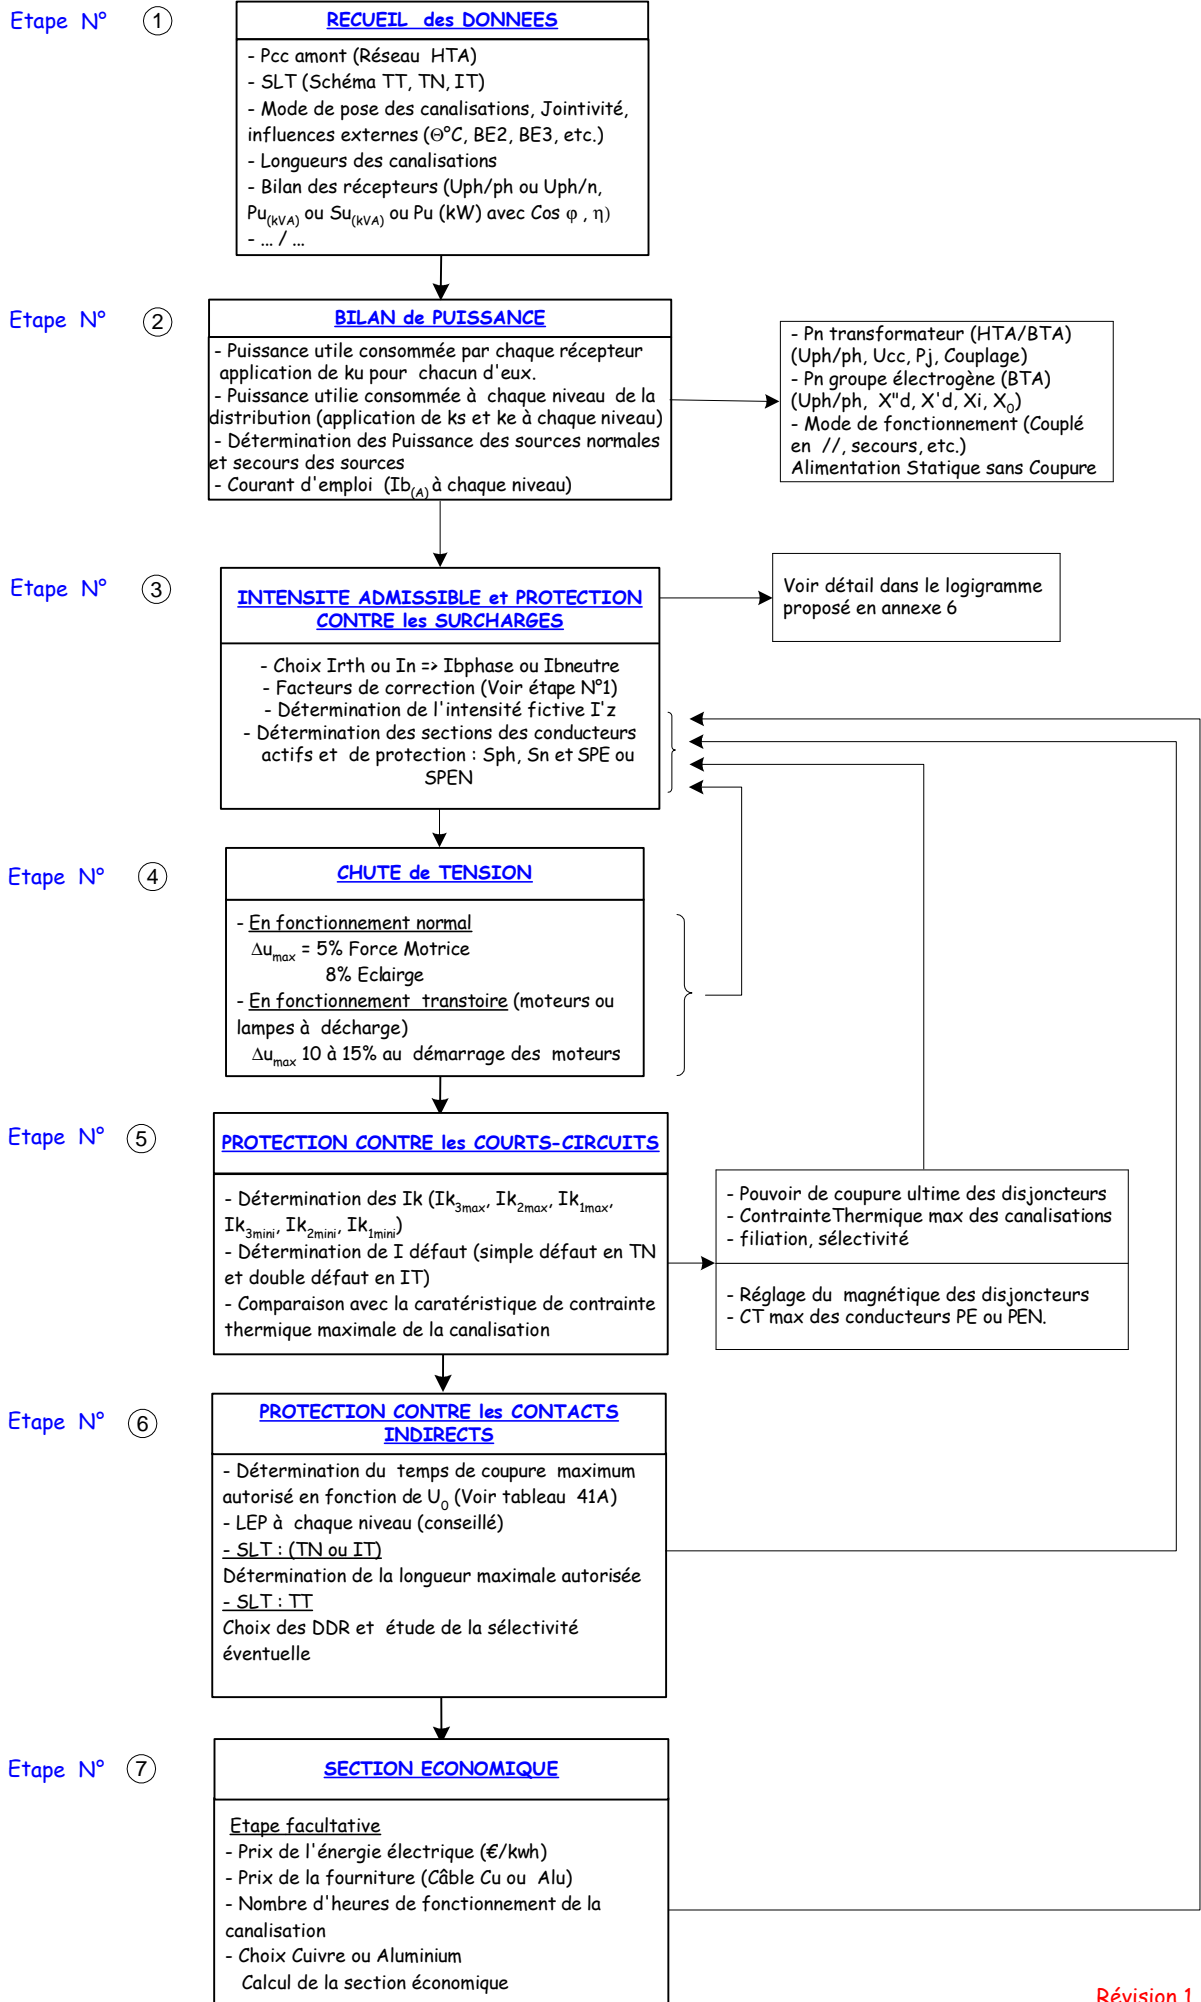 Etape N° 1
RECUEIL des DONNEES
- Pcc amont (Réseau HTA)
- SLT (Schéma TT, TN, IT)
- Mode de pose des canalisations, Jointivité,
influences externes (Θ°C, BE2, BE3, etc.)
- Longueurs des canalisations
- Bilan des récepteurs (Uph/ph ou Uph/n,
Pu(kVA) ou Su(kVA) ou Pu (kW) avec Cos φ , η)
- ... / ...
Etape N° 2
BILAN de PUISSANCE
- Puissance utile consommée par chaque récepteur
application de ku pour chacun d'eux.
- Puissance utilie consommée à chaque niveau de la
distribution (application de ks et ke à chaque niveau)
- Détermination des Puissance des sources normales
et secours des sources
- Courant d'emploi (Ib(A) à chaque niveau)
- Pn transformateur (HTA/BTA)
(Uph/ph, Ucc, Pj, Couplage)
- Pn groupe électrogène (BTA)
(Uph/ph, X"d, X'd, Xi, X0)
- Mode de fonctionnement (Couplé
en //, secours, etc.)
Alimentation Statique sans Coupure
Etape N° 3
INTENSITE ADMISSIBLE et PROTECTION
CONTRE les SURCHARGES
- Choix Irth ou In => Ibphase ou Ibneutre
- Facteurs de correction (Voir étape N°1)
- Détermination de l'intensité fictive I'z
- Détermination des sections des conducteurs
actifs et de protection : Sph, Sn et SPE ou
SPEN
Voir détail dans le logigramme
proposé en annexe 6
Etape N° 4
CHUTE de TENSION
- En fonctionnement normal
Δumax = 5% Force Motrice
8% Eclairge
- En fonctionnement transtoire (moteurs ou
lampes à décharge)
Δumax 10 à 15% au démarrage des moteurs
Etape N° 5
PROTECTION CONTRE les COURTS-CIRCUITS
- Détermination des Ik (Ik3max, Ik2max, Ik1max,
Ik3mini, Ik2mini, Ik1mini)
- Détermination de I défaut (simple défaut en TN
et double défaut en IT)
- Comparaison avec la caratéristique de contrainte
thermique maximale de la canalisation
- Pouvoir de coupure ultime des disjoncteurs
- ContrainteThermique max des canalisations
- filiation, sélectivité
- Réglage du magnétique des disjoncteurs
- CT max des conducteurs PE ou PEN.
Etape N° 6
PROTECTION CONTRE les CONTACTS
INDIRECTS
- Détermination du temps de coupure maximum
autorisé en fonction de U0 (Voir tableau 41A)
- LEP à chaque niveau (conseillé)
- SLT : (TN ou IT)
Détermination de la longueur maximale autorisée
- SLT : TT
Choix des DDR et étude de la sélectivité
éventuelle
Etape N° 7
SECTION ECONOMIQUE
Etape facultative
- Prix de l'énergie électrique (€/kwh)
- Prix de la fourniture (Câble Cu ou Alu)
- Nombre d'heures de fonctionnement de la
canalisation
- Choix Cuivre ou Aluminium
Calcul de la section économique
Révision 1